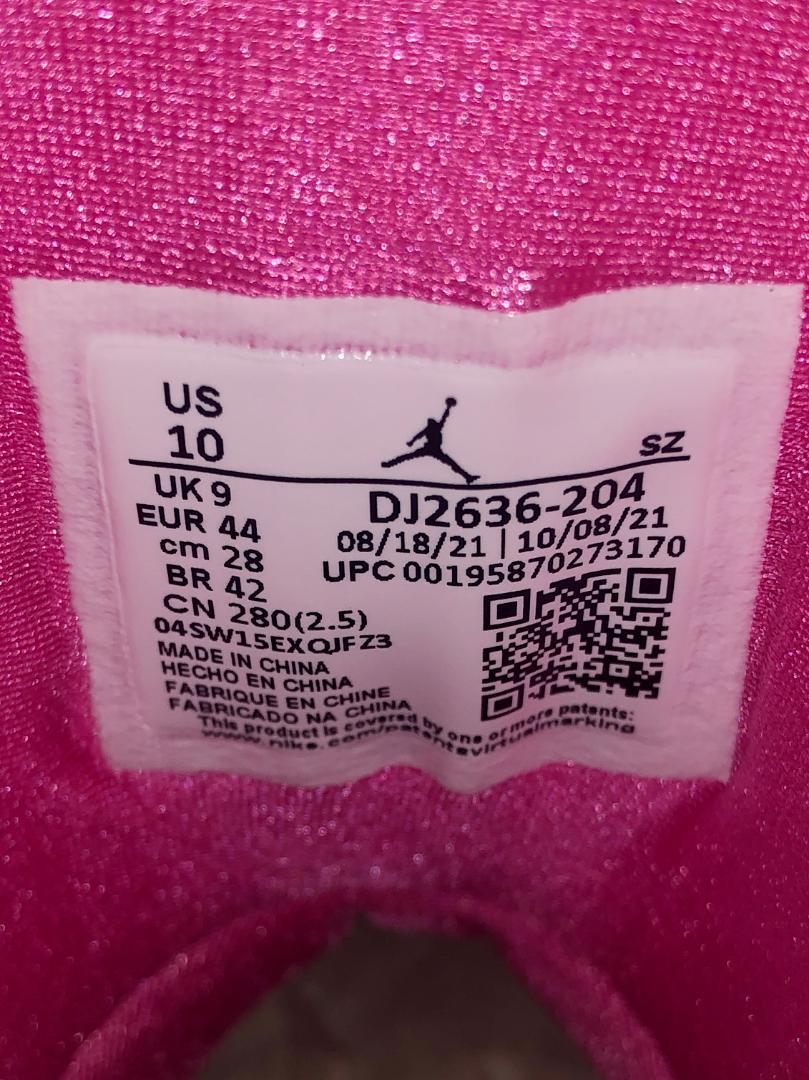 US
10
SZ
UK 9
EUR 44
cm 28
BR 42
CN 280(2.5)
04SW15EXQJFZ3
MADE IN CHINA
HECHO EN CHINA
FABRIQUE EN CHINE
FABRICADO NA CHINA
DJ2636-204
08/18/21 | 10/08/21
UPC 00195870273170
This product is covered by one or more patents:
www.nike.com/patentsvirtualmarking